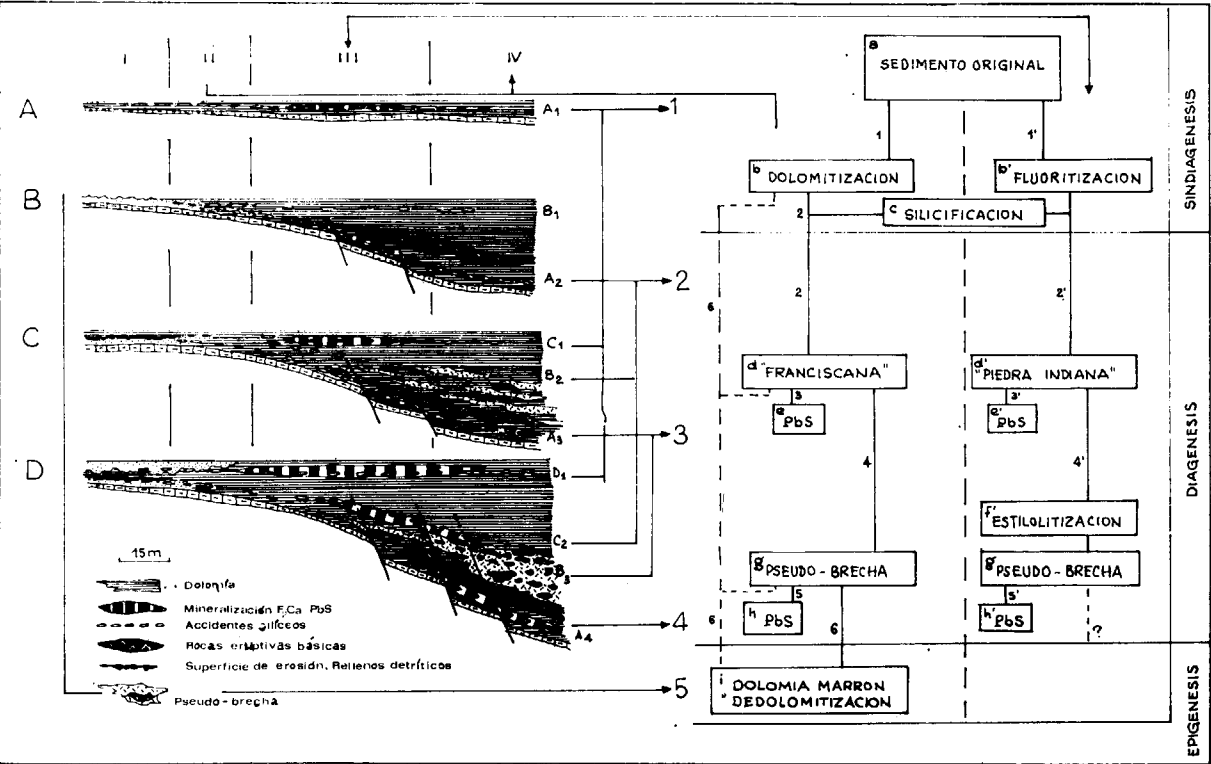 I II III IV
A
A1
1
B
B1
A2
2
C
C1
B2
A3
3
D
D1
C2
B3
A4
4
15m
Dolomía
Mineralización F2Ca PbS
Accidentes silíceos
Rocas eruptivas básicas
Superficie de erosión, Rellenos detríticos
Pseudo-brecha
5
a
SEDIMENTO ORIGINAL
1 1'
b DOLOMITIZACION
b' FLUORITIZACION
2
c SILICIFICACION
SINDIAGENESIS
6
2 2'
d "FRANCISCANA"
d' "PIEDRA INDIANA"
3 3'
e PbS
e' PbS
4 4'
f' ESTILOLITIZACION
g PSEUDO-BRECHA
g' PSEUDO-BRECHA
5 5'
h PbS
h' PbS
6 6 ?
DIAGENESIS
DOLOMIA MARRON
DEDOLOMITIZACION
EPIGENESIS